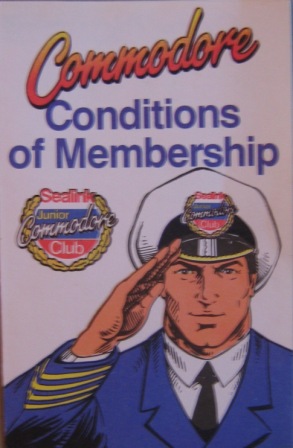 Commodore
Conditions
of Membership
Sealink
Junior
Commodore
Club
Sealink
Commodore